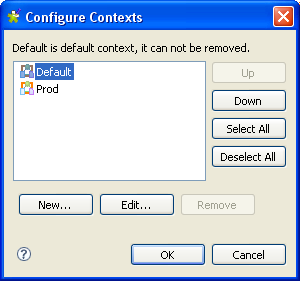 Configure Contexts
Default is default context, it can not be removed.
Default
Prod
Up
Down
Select All
Deselect All
New...
Edit...
Remove
?
OK
Cancel